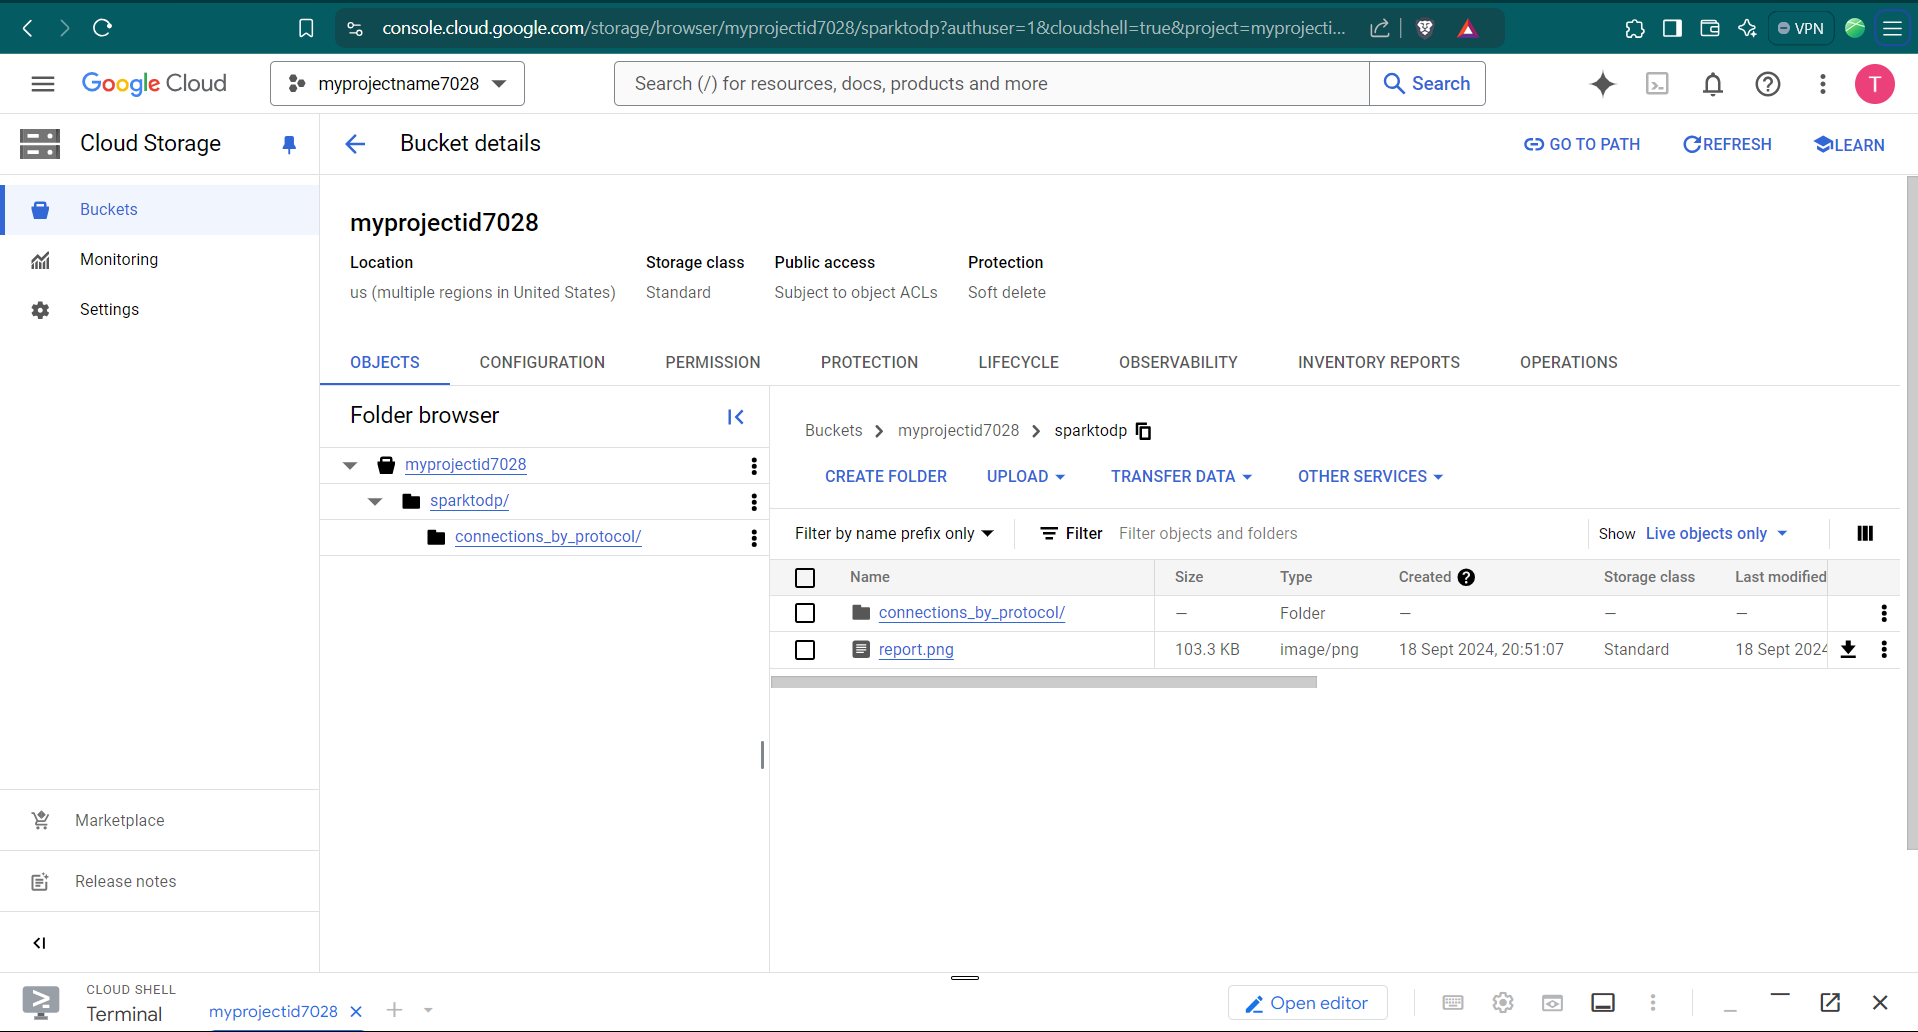 console.cloud.google.com/storage/browser/myprojectid7028/sparktodp?authuser=1&cloudshell=true&project=myprojecti...
VPN
Google Cloud
myprojectname7028
Search (/) for resources, docs, products and more
Search
T
Cloud Storage
Bucket details
GO TO PATH
REFRESH
LEARN
Buckets
Monitoring
Settings
myprojectid7028
Location
Storage class
Public access
Protection
us (multiple regions in United States)
Standard
Subject to object ACLs
Soft delete
OBJECTS
CONFIGURATION
PERMISSION
PROTECTION
LIFECYCLE
OBSERVABILITY
INVENTORY REPORTS
OPERATIONS
Folder browser
myprojectid7028
sparktodp/
connections_by_protocol/
Buckets
myprojectid7028
sparktodp
CREATE FOLDER
UPLOAD
TRANSFER DATA
OTHER SERVICES
Filter by name prefix only
Filter
Filter objects and folders
Show
Live objects only
Name
Size
Type
Created
Storage class
Last modified
connections_by_protocol/
—
Folder
—
—
—
report.png
103.3 KB
image/png
18 Sept 2024, 20:51:07
Standard
18 Sept 2024
Marketplace
Release notes
CLOUD SHELL
Terminal
myprojectid7028
Open editor